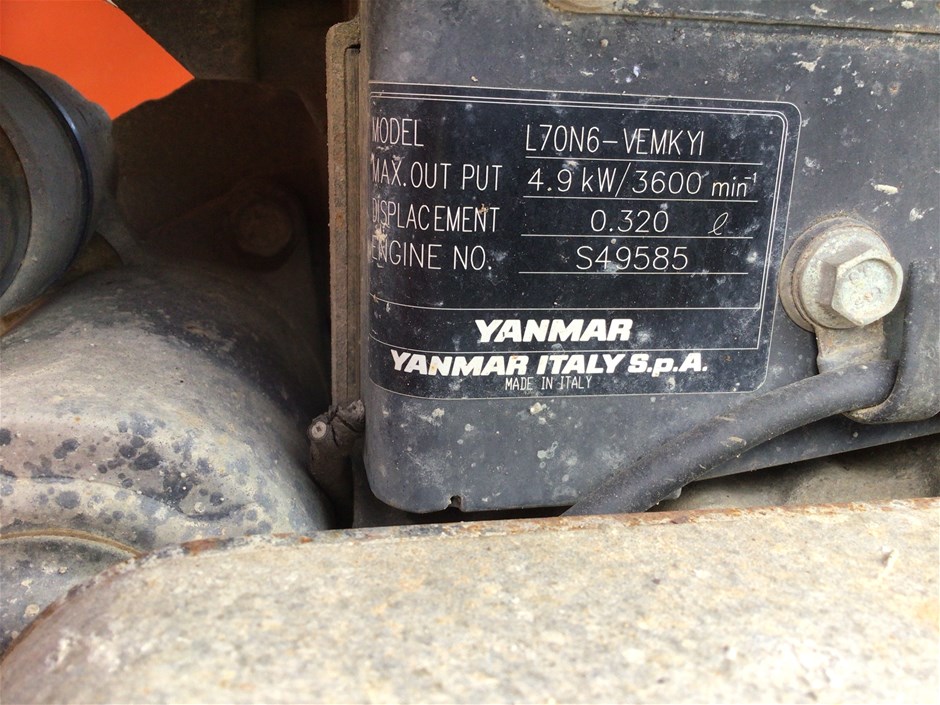 MODEL L70N6-VEMKYI
MAX. OUT PUT 4.9 kW/3600 min⁻¹
DISPLACEMENT 0.320 ℓ
ENGINE NO. S49585
YANMAR
YANMAR ITALY S.p.A.
MADE IN ITALY